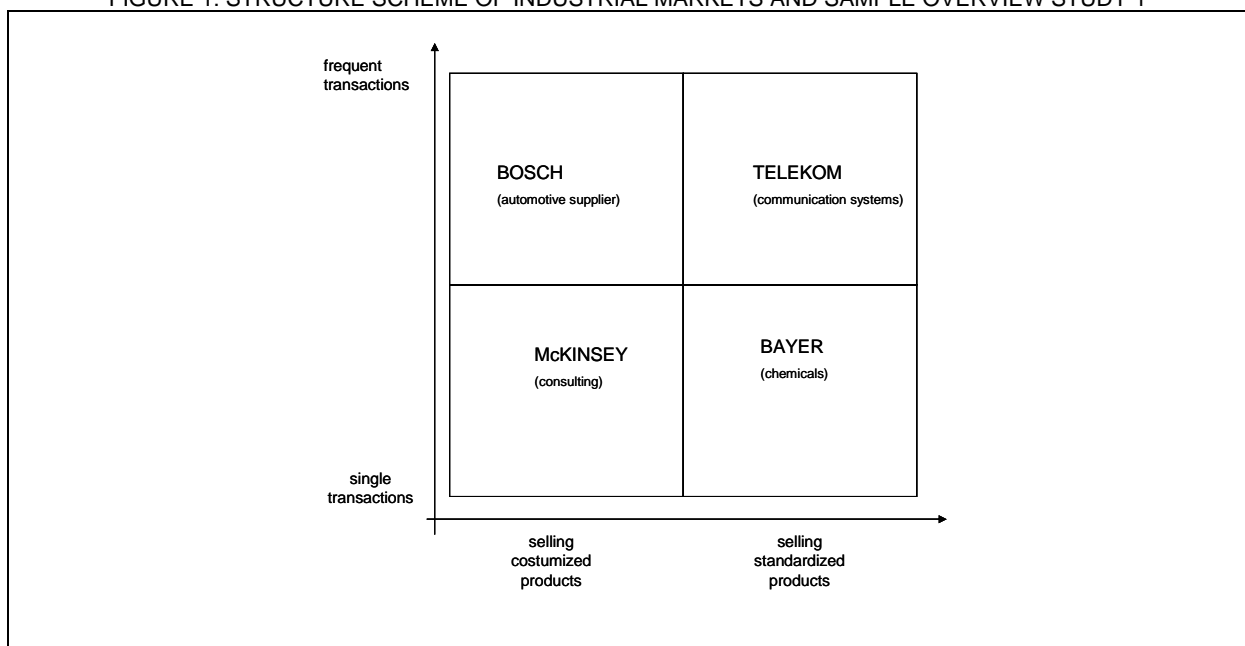 FIGURE 1: STRUCTURE SCHEME OF INDUSTRIAL MARKETS AND SAMPLE OVERVIEW STUDY 1
frequent
transactions
BOSCH
(automotive supplier)
TELEKOM
(communication systems)
McKINSEY
(consulting)
BAYER
(chemicals)
single
transactions
selling
costumized
products
selling
standardized
products